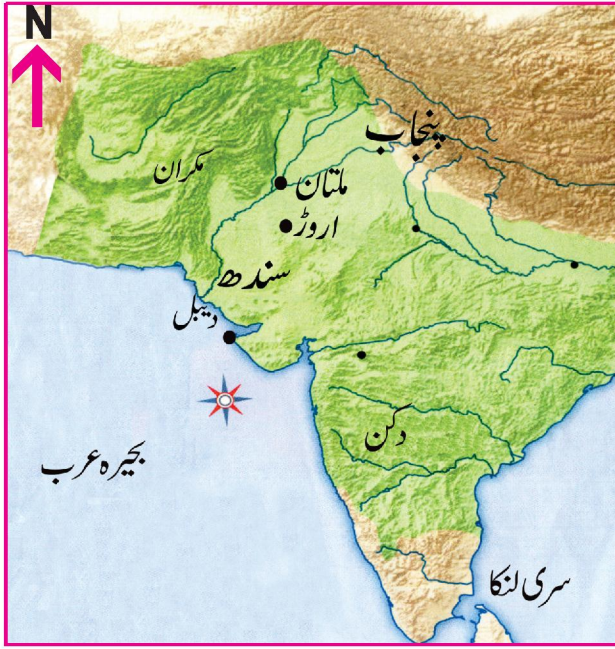 N
پنجاب
مکران
ملتان
اروڑ
سندھ
دیبل
دکن
بحیرہ عرب
سری لنکا